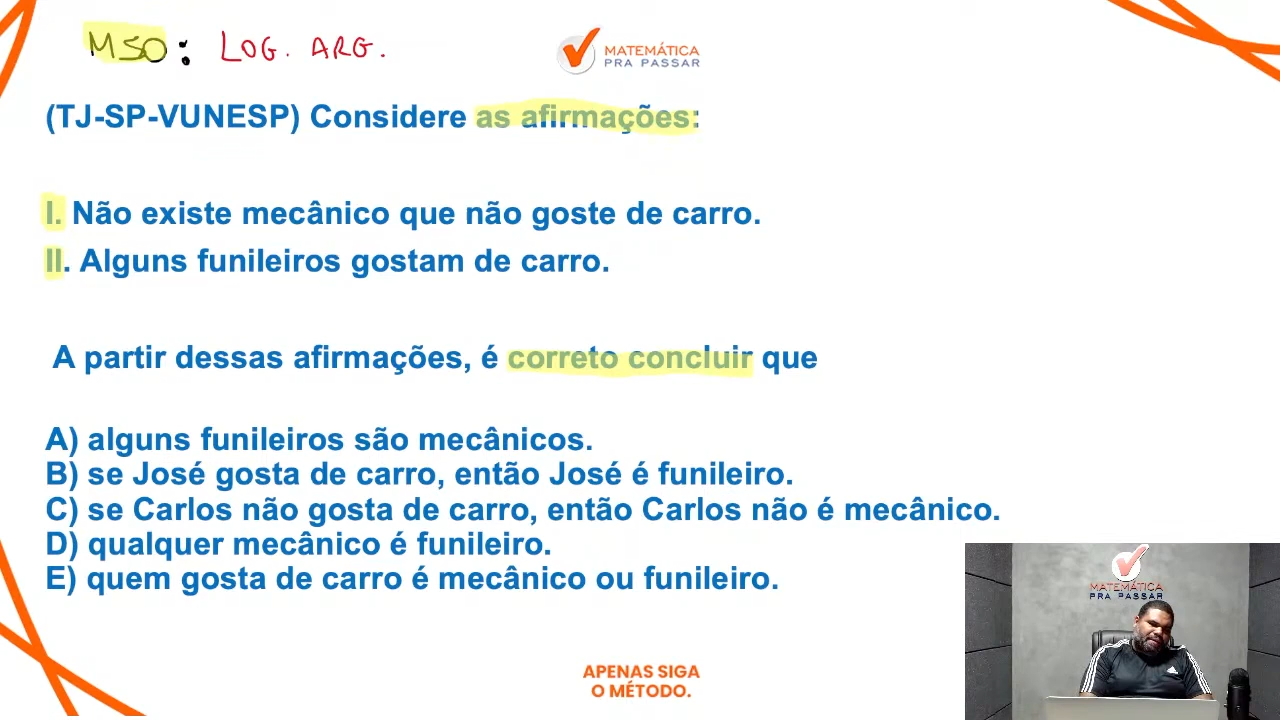 MSO: LOG. ARG.
MATEMÁTICA
PRA PASSAR
(TJ-SP-VUNESP) Considere as afirmações:
I. Não existe mecânico que não goste de carro.
II. Alguns funileiros gostam de carro.
A partir dessas afirmações, é correto concluir que
A) alguns funileiros são mecânicos.
B) se José gosta de carro, então José é funileiro.
C) se Carlos não gosta de carro, então Carlos não é mecânico.
D) qualquer mecânico é funileiro.
E) quem gosta de carro é mecânico ou funileiro.
MATEMÁTICA
PRA PASSAR
APENAS SIGA
O MÉTODO.